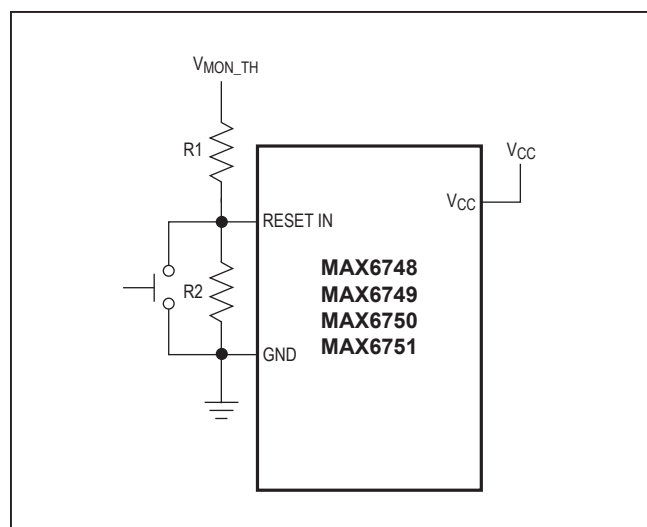 VMON_TH
R1
VCC
VCC
RESET IN
MAX6748
MAX6749
R2
MAX6750
MAX6751
GND